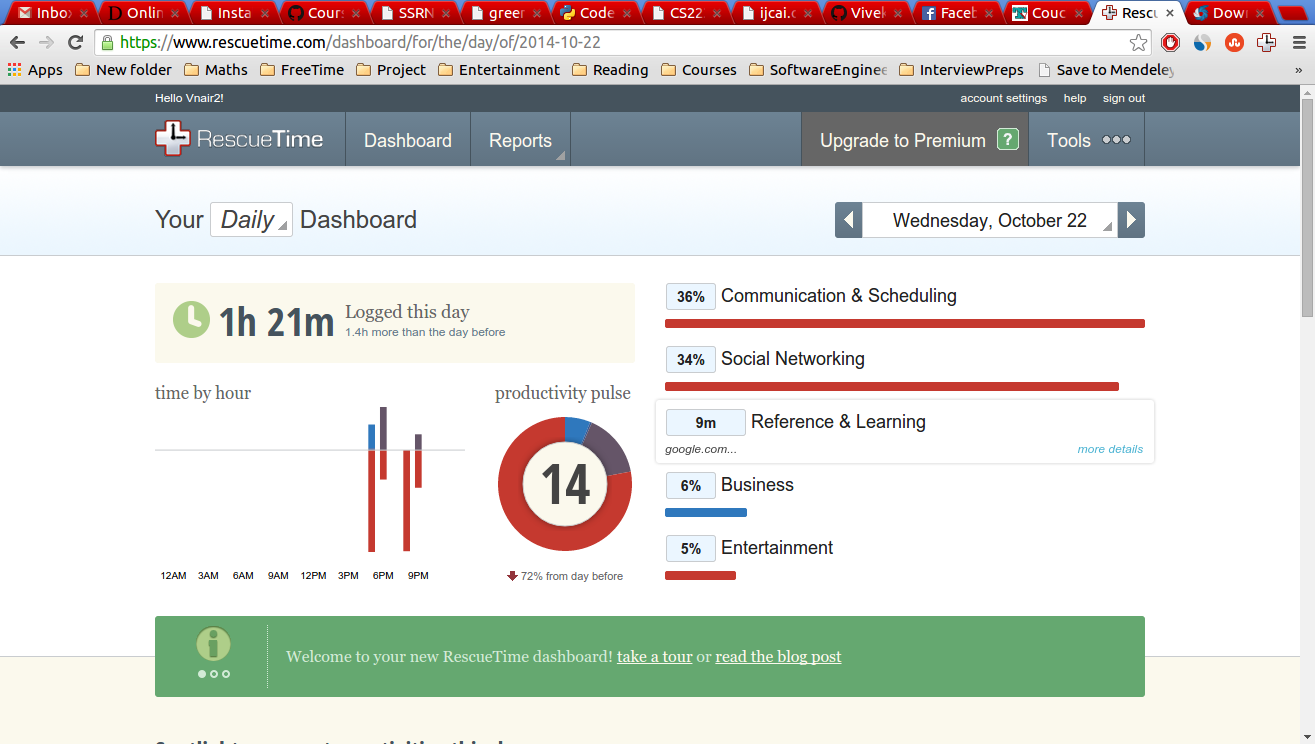 Inbox Onlin Insta Cours SSRN green Code CS22 ijcai.c Vivek Faceb Couc Rescu Down
https://www.rescuetime.com/dashboard/for/the/day/of/2014-10-22
Apps New folder Maths FreeTime Project Entertainment Reading Courses SoftwareEnginee InterviewPreps Save to Mendeley »
Hello Vnair2! account settings help sign out
RescueTime Dashboard Reports Upgrade to Premium ? Tools
Your Daily Dashboard Wednesday, October 22
1h 21m Logged this day
1.4h more than the day before
36% Communication & Scheduling
34% Social Networking
time by hour productivity pulse
9m Reference & Learning
google.com... more details
14
6% Business
5% Entertainment
12AM 3AM 6AM 9AM 12PM 3PM 6PM 9PM
72% from day before
Welcome to your new RescueTime dashboard! take a tour or read the blog post